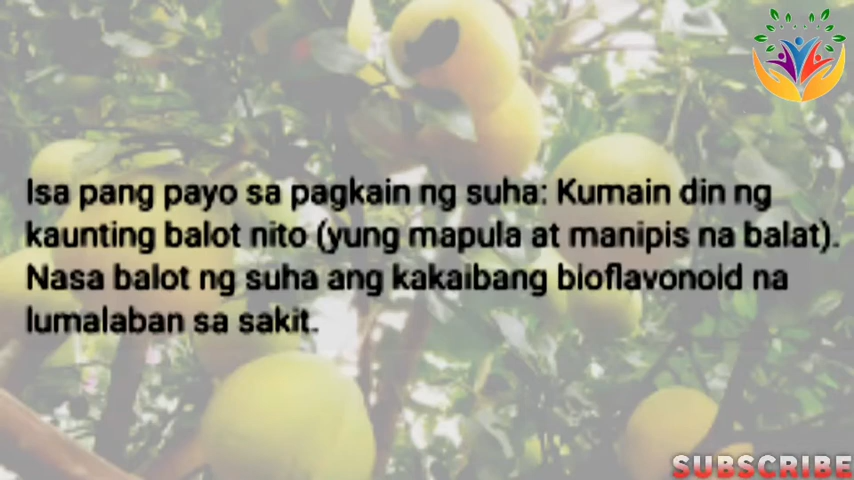 Isa pang payo sa pagkain ng suha: Kumain din ng
kaunting balot nito (yung mapula at manipis na balat).
Nasa balot ng suha ang kakaibang bioflavonoid na
lumalaban sa sakit.
SUBSCRIBE